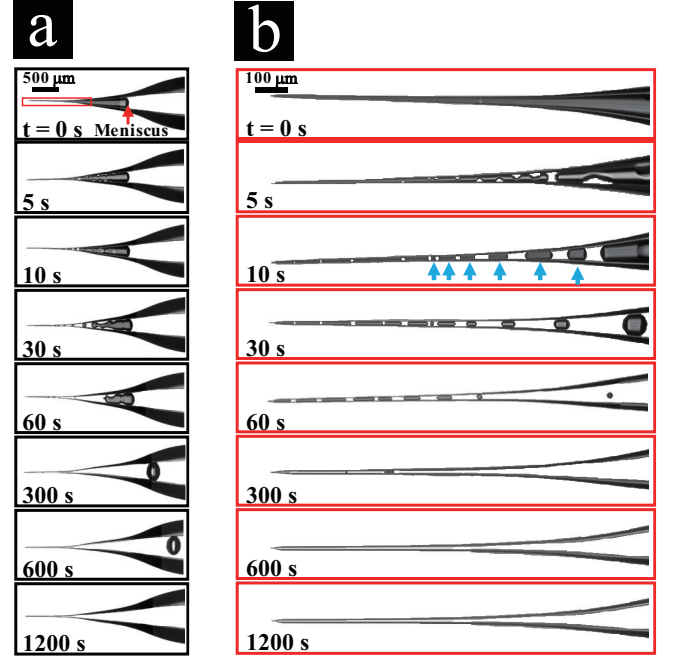 a
b
500 μm
t = 0 s
Meniscus
5 s
10 s
30 s
60 s
300 s
600 s
1200 s
100 μm
t = 0 s
5 s
10 s
30 s
60 s
300 s
600 s
1200 s